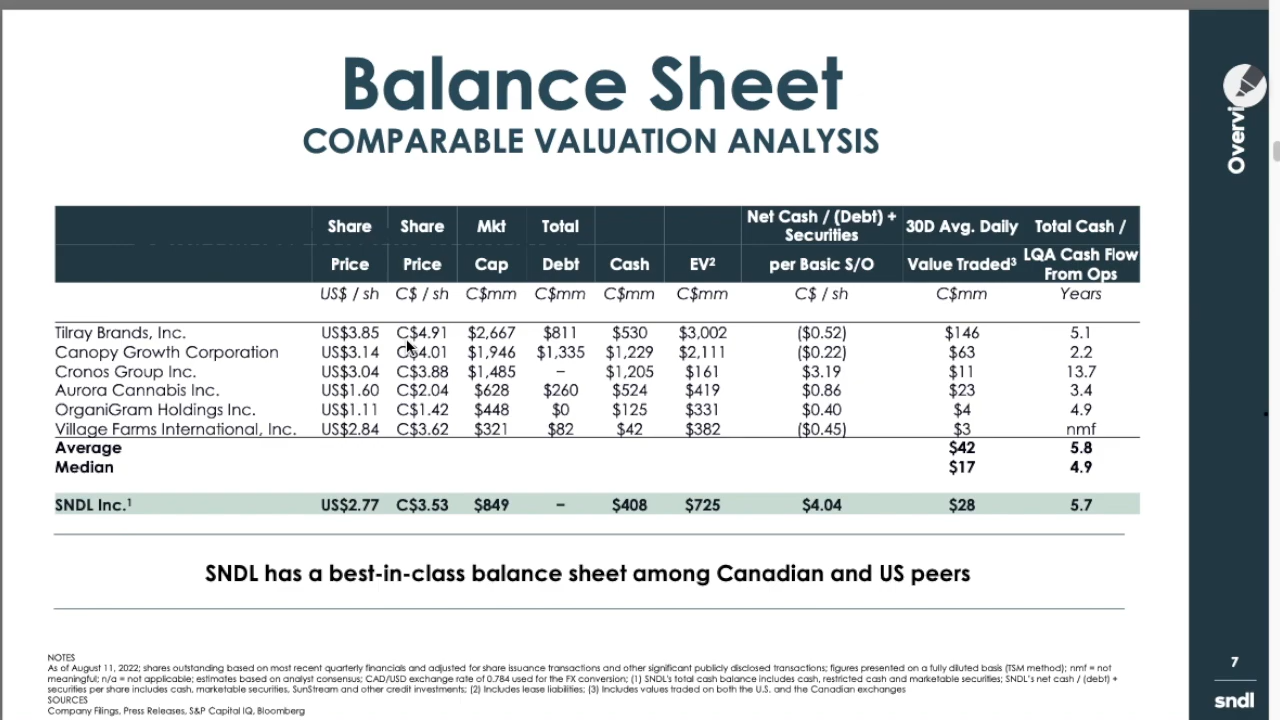 Balance Sheet
COMPARABLE VALUATION ANALYSIS
Share Share Mkt Total Net Cash / (Debt) + Securities 30D Avg. Daily Total Cash /
Price Price Cap Debt Cash EV² per Basic S/O Value Traded³ LQA Cash Flow From Ops
US$ / sh C$ / sh C$mm C$mm C$mm C$mm C$ / sh C$mm Years
Tilray Brands, Inc. US$3.85 C$4.91 $2,667 $811 $530 $3,002 ($0.52) $146 5.1
Canopy Growth Corporation US$3.14 C$4.01 $1,946 $1,335 $1,229 $2,111 ($0.22) $63 2.2
Cronos Group Inc. US$3.04 C$3.88 $1,485 – $1,205 $161 $3.19 $11 13.7
Aurora Cannabis Inc. US$1.60 C$2.04 $628 $260 $524 $419 $0.86 $23 3.4
OrganiGram Holdings Inc. US$1.11 C$1.42 $448 $0 $125 $331 $0.40 $4 4.9
Village Farms International, Inc. US$2.84 C$3.62 $321 $82 $42 $382 ($0.45) $3 nmf
Average $42 5.8
Median $17 4.9
SNDL Inc.¹ US$2.77 C$3.53 $849 – $408 $725 $4.04 $28 5.7
SNDL has a best-in-class balance sheet among Canadian and US peers
NOTES
As of August 11, 2022; shares outstanding based on most recent quarterly financials and adjusted for share issuance transactions and other significant publicly disclosed transactions; figures presented on a fully diluted basis (TSM method); nmf = not
meaningful; n/a = not applicable; estimates based on analyst consensus; CAD/USD exchange rate of 0.784 used for the FX conversion; (1) SNDL's total cash balance includes cash, restricted cash and marketable securities; SNDL's net cash / (debt) +
securities per share includes cash, marketable securities, SunStream and other credit investments; (2) Includes lease liabilities; (3) Includes values traded on both the U.S. and the Canadian exchanges
SOURCES
Company Filings, Press Releases, S&P Capital IQ, Bloomberg
Overvi
7
sndl